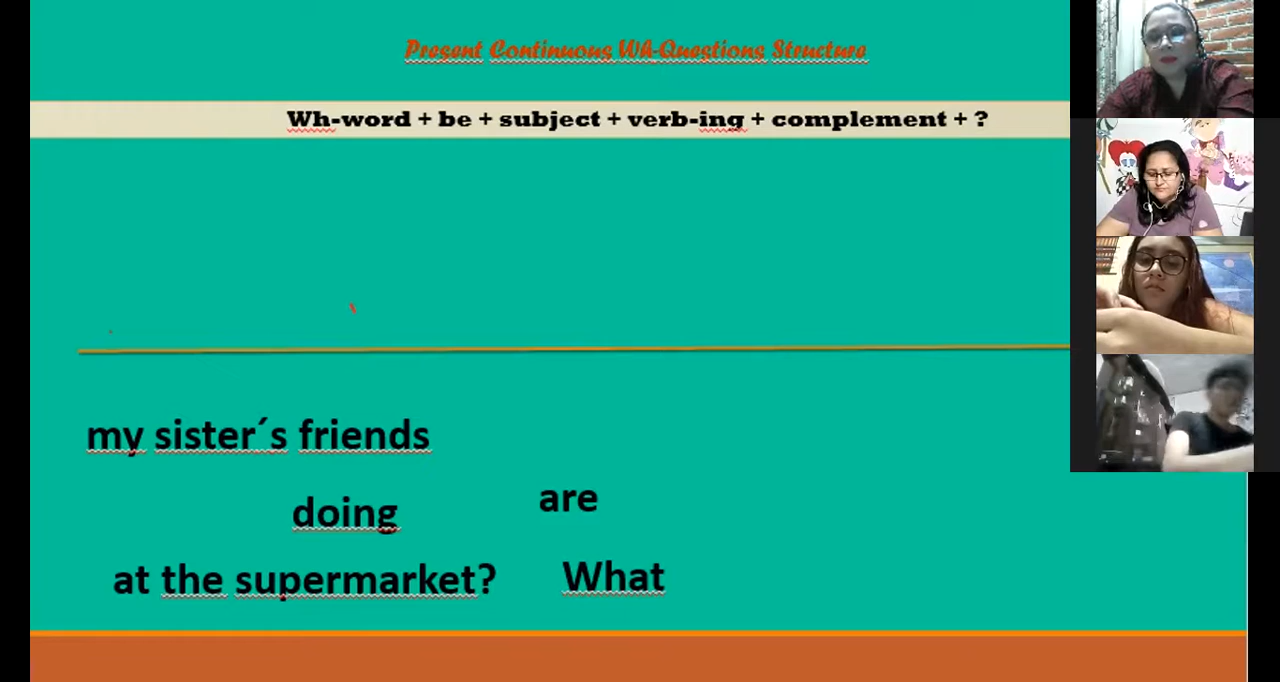 Present Continuous Wh-Questions Structure
Wh-word + be + subject + verb-ing + complement + ?
my sister´s friends
doing
are
at the supermarket?
What